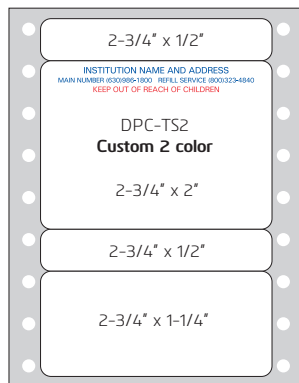 2-3/4" x 1/2"
INSTITUTION NAME AND ADDRESS
MAIN NUMBER (630)986-1800 REFILL SERVICE (800)323-4840
KEEP OUT OF REACH OF CHILDREN
DPC-TS2
Custom 2 color
2-3/4" x 2"
2-3/4" x 1/2"
2-3/4" x 1-1/4"